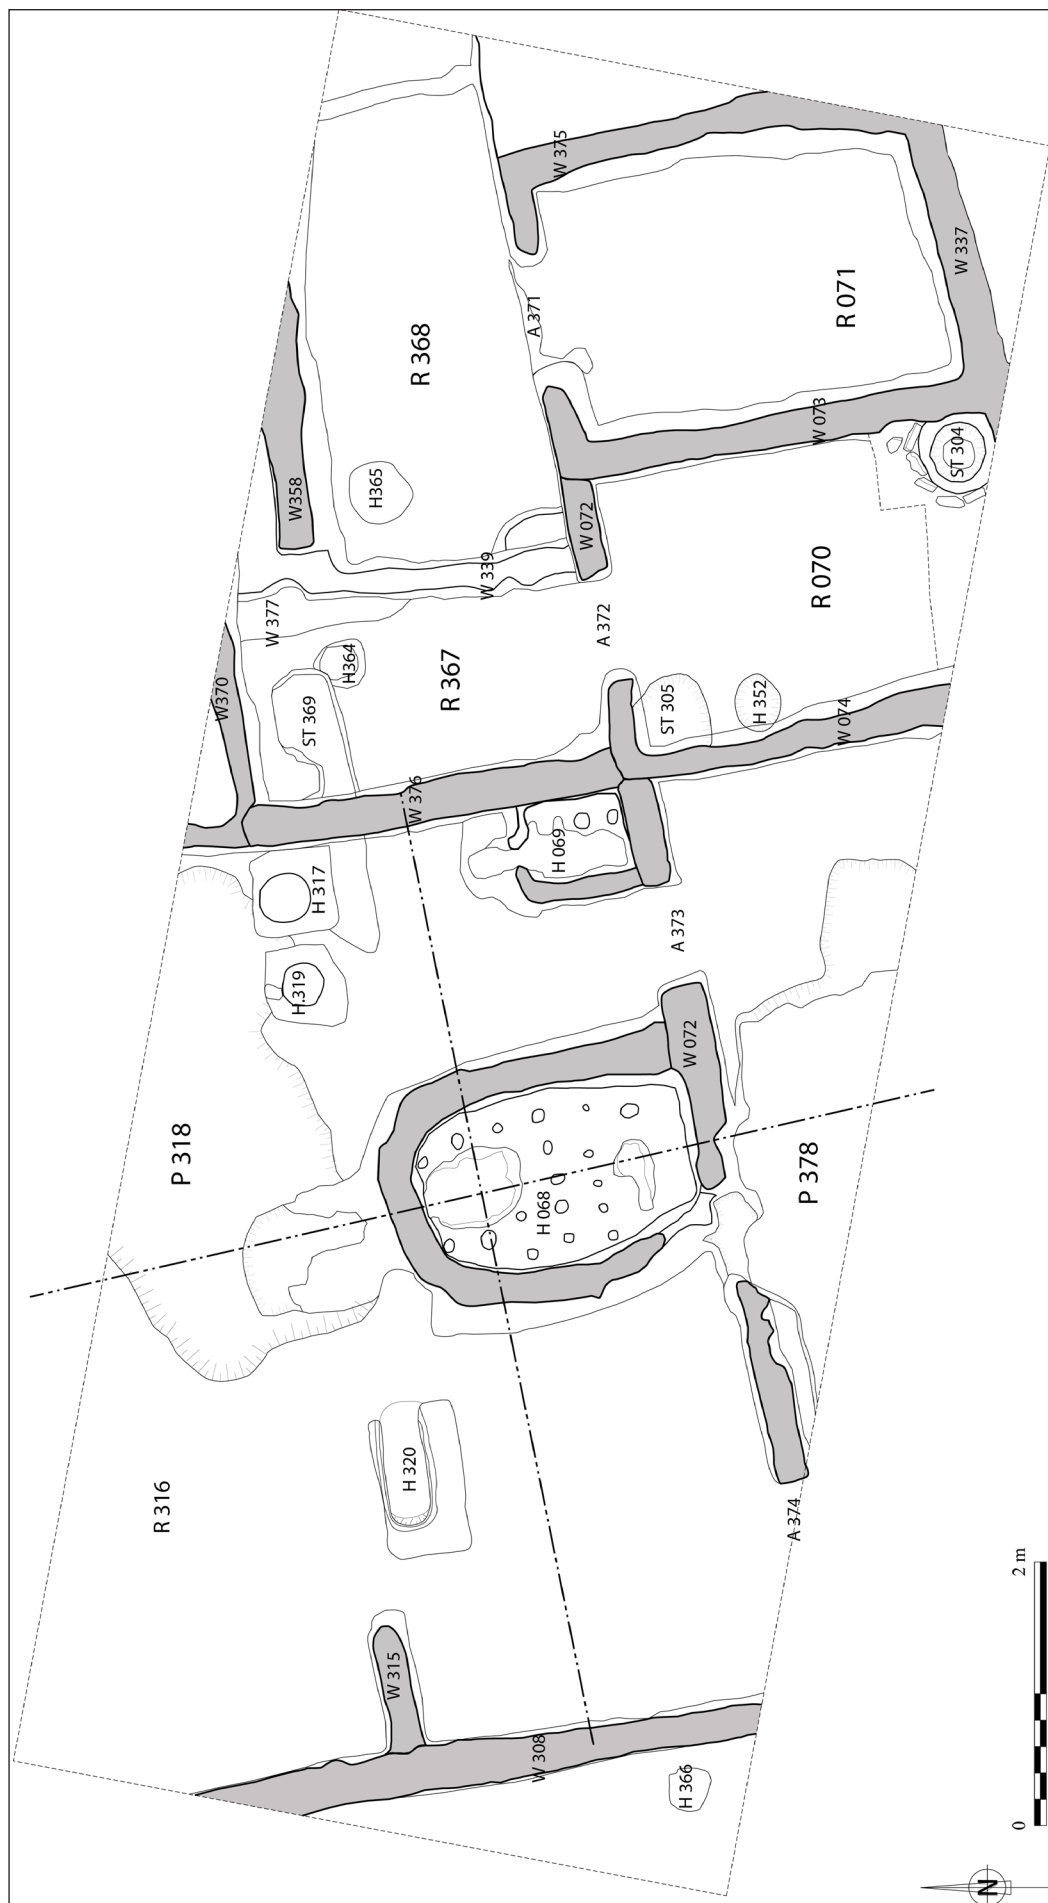 W 375
W 337
A 371
R 071
R 368
W 073
ST 304
H365
W358
W 072
W 339
R 070
W 377
A 372
H364
R 367
W370
ST 369
ST 305
H 352
W 074
W 376
H 069
H 317
A 373
H.319
W 072
P 318
P 378
H 068
H 320
R 316
A 374
W 315
W 308
H 366
2 m
0
N